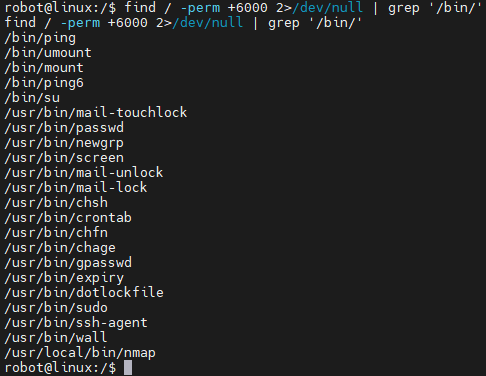 robot@linux:/$ find / -perm +6000 2>/dev/null | grep '/bin/'
find / -perm +6000 2>/dev/null | grep '/bin/'
/bin/ping
/bin/umount
/bin/mount
/bin/ping6
/bin/su
/usr/bin/mail-touchlock
/usr/bin/passwd
/usr/bin/newgrp
/usr/bin/screen
/usr/bin/mail-unlock
/usr/bin/mail-lock
/usr/bin/chsh
/usr/bin/crontab
/usr/bin/chfn
/usr/bin/chage
/usr/bin/gpasswd
/usr/bin/expiry
/usr/bin/dotlockfile
/usr/bin/sudo
/usr/bin/ssh-agent
/usr/bin/wall
/usr/local/bin/nmap
robot@linux:/$